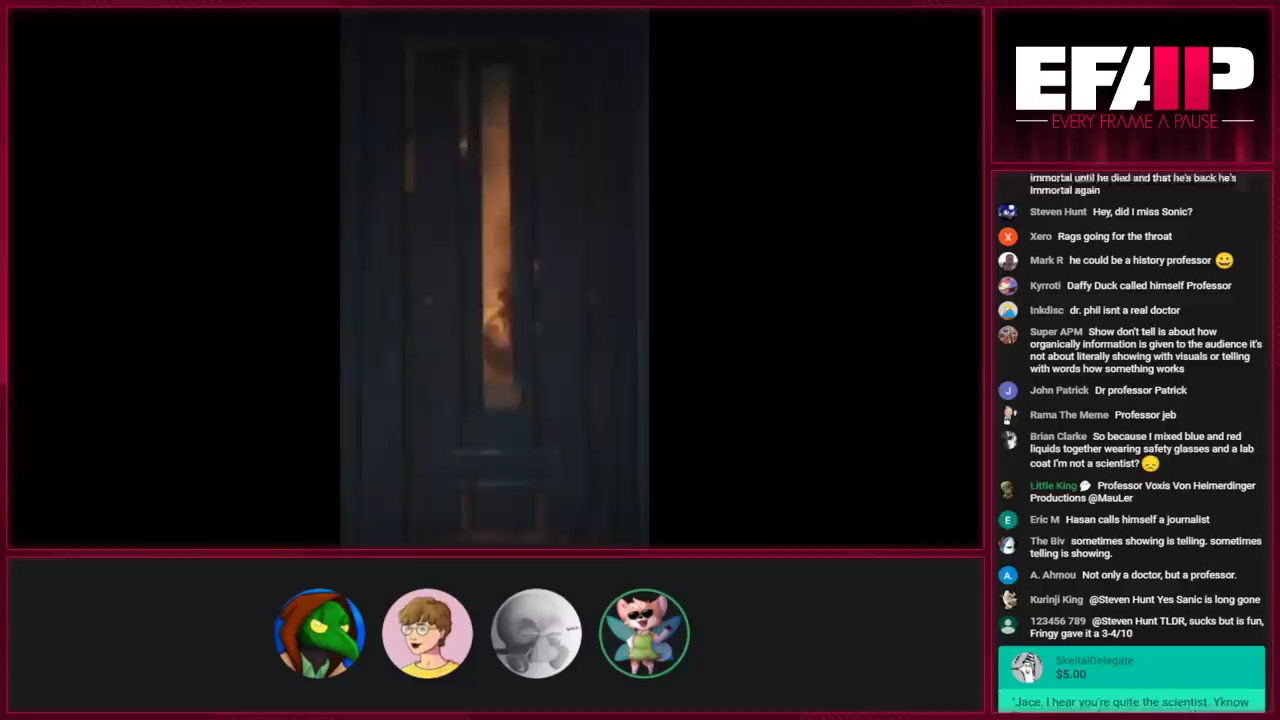 EFAP
EVERY FRAME A PAUSE
immortal until he died and that he's back he's
immortal again
Steven Hunt Hey, did I miss Sonic?
X Xero Rags going for the throat
Mark R he could be a history professor 😀
Kyrroti Daffy Duck called himself Professor
Inkdisc dr. phil isnt a real doctor
Super APM Show don't tell is about how
organically information is given to the audience it's
not about literally showing with visuals or telling
with words how something works
J John Patrick Dr professor Patrick
Rama The Meme Professor jeb
Brian Clarke So because I mixed blue and red
liquids together wearing safety glasses and a lab
coat I'm not a scientist? 😞
Little King Professor Voxis Von Heimerdinger
Productions @MauLer
E Eric M Hasan calls himself a journalist
The Biv sometimes showing is telling. sometimes
telling is showing.
A. A. Ahmou Not only a doctor, but a professor.
Kurinji King @Steven Hunt Yes Sanic is long gone
123456 789 @Steven Hunt TLDR, sucks but is fun,
Fringy gave it a 3-4/10
SkeltalDelegate
$5.00
"Jace, I hear you're quite the scientist. Yknow